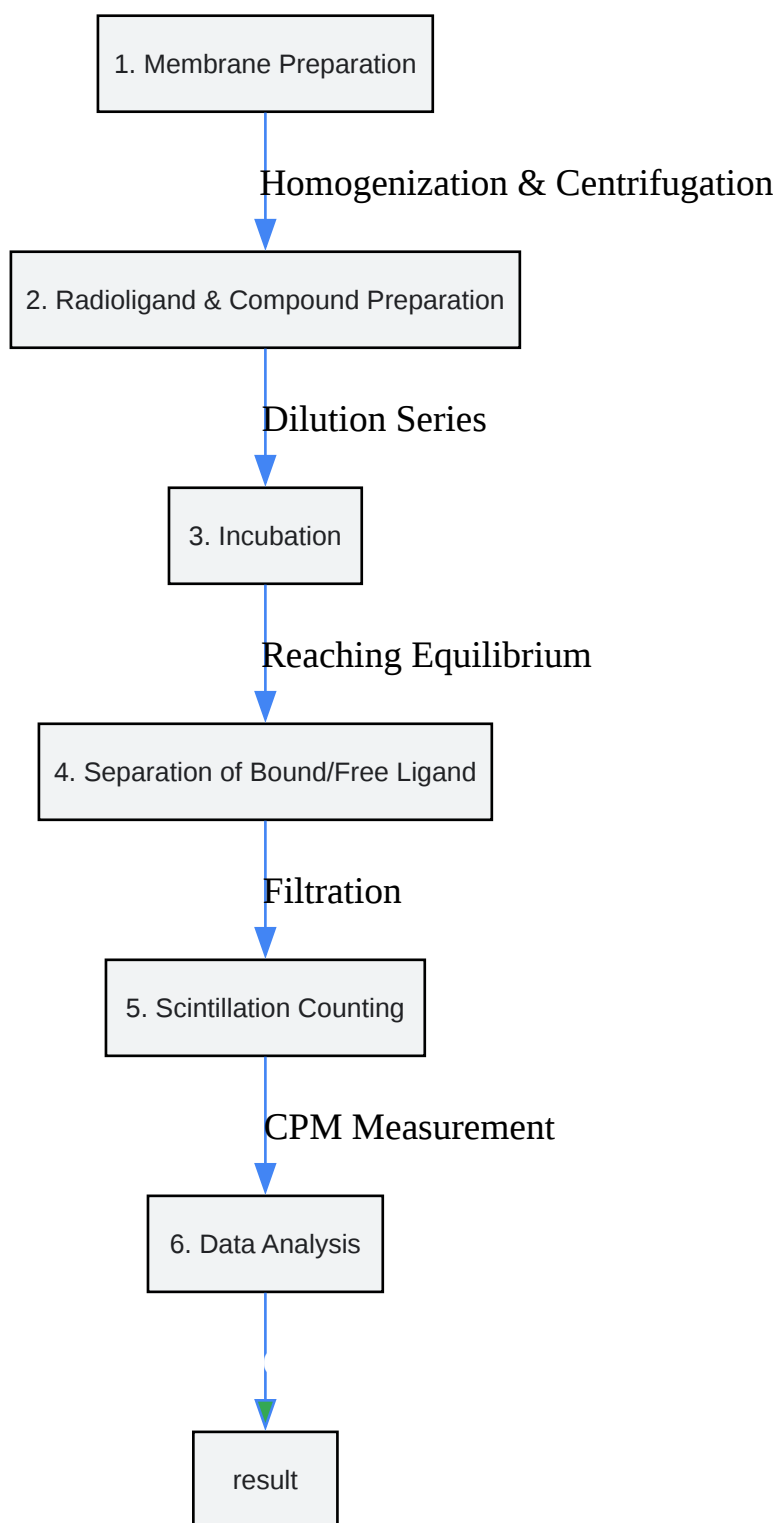 1. Membrane Preparation
Homogenization & Centrifugation
2. Radioligand & Compound Preparation
Dilution Series
3. Incubation
Reaching Equilibrium
4. Separation of Bound/Free Ligand
Filtration
5. Scintillation Counting
CPM Measurement
6. Data Analysis
result